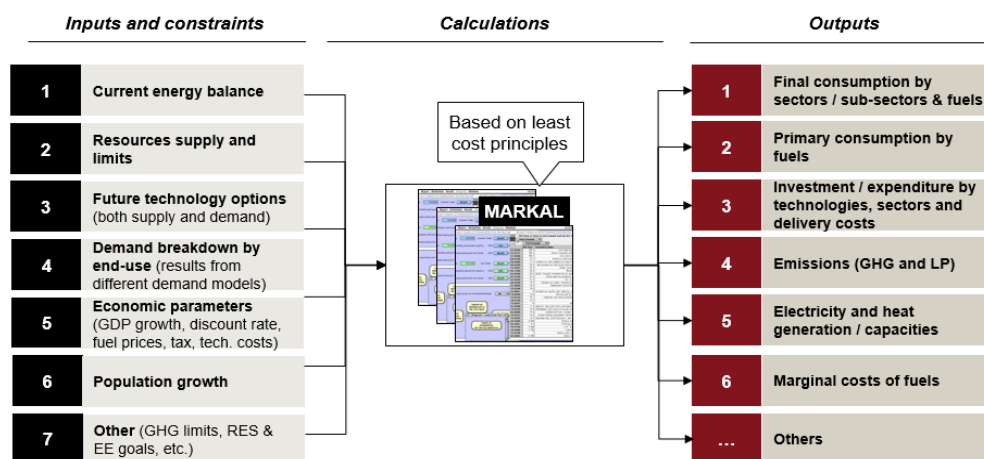 Inputs and constraints
Calculations
Outputs
1
Current energy balance
2
Resources supply and
limits
3
Future technology options
(both supply and demand)
4
Demand breakdown by
end-use (results from
different demand models)
5
Economic parameters
(GDP growth, discount rate,
fuel prices, tax, tech. costs)
6
Population growth
7
Other (GHG limits, RES &
EE goals, etc.)
Based on least
cost principles
MARKAL
1
Final consumption by
sectors / sub-sectors & fuels
2
Primary consumption by
fuels
3
Investment / expenditure by
technologies, sectors and
delivery costs
4
Emissions (GHG and LP)
5
Electricity and heat
generation / capacities
6
Marginal costs of fuels
...
Others